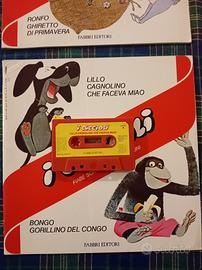 RONFO
GHIRETTO
DI PRIMAVERA
FABBRI EDITORI
LILLO
CAGNOLINO
CHE FACEVA MIAO
BONGO
GORILLINO DEL CONGO
FABBRI EDITORI